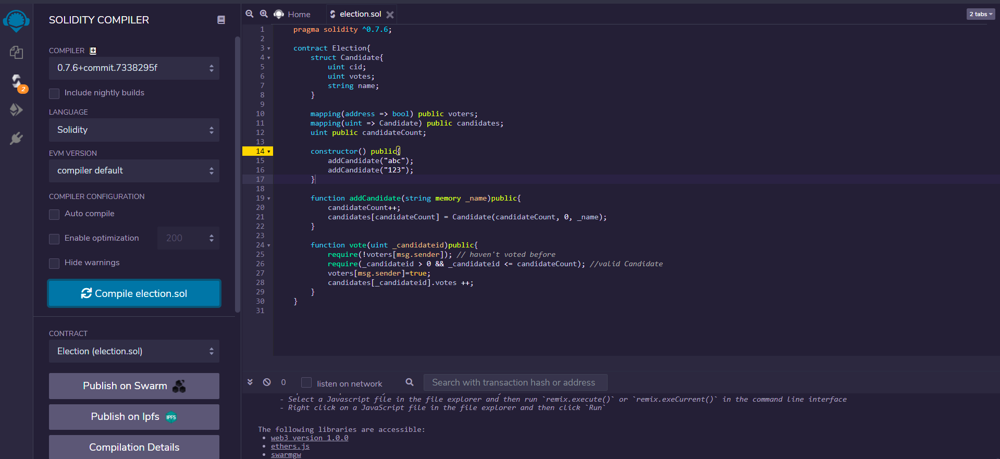 SOLIDITY COMPILER
COMPILER
0.7.6+commit.7338295f
Include nightly builds
LANGUAGE
Solidity
EVM VERSION
compiler default
COMPILER CONFIGURATION
Auto compile
Enable optimization
200
Hide warnings
Compile election.sol
CONTRACT
Election (election.sol)
Publish on Swarm
Publish on Ipfs IPFS
Compilation Details
2
Home
election.sol
2 tabs
1 pragma solidity ^0.7.6;
2
3 contract Election{
4 struct Candidate{
5 uint cid;
6 uint votes;
7 string name;
8 }
9
10 mapping(address => bool) public voters;
11 mapping(uint => Candidate) public candidates;
12 uint public candidateCount;
13
14 constructor() public{
15 addCandidate("abc");
16 addCandidate("123");
17 }
18
19 function addCandidate(string memory _name)public{
20 candidateCount++;
21 candidates[candidateCount] = Candidate(candidateCount, 0, _name);
22 }
23
24 function vote(uint _candidateid)public{
25 require(!voters[msg.sender]); // haven't voted before
26 require(_candidateid > 0 && _candidateid <= candidateCount); //valid Candidate
27 voters[msg.sender]=true;
28 candidates[_candidateid].votes ++;
29 }
30 }
31
0
listen on network
Search with transaction hash or address
- Select a Javascript file in the file explorer and then run `remix.execute()` or `remix.exeCurrent()` in the command line interface
- Right click on a JavaScript file in the file explorer and then click `Run`
The following libraries are accessible:
• web3 version 1.0.0
• ethers.js
• swarmgw